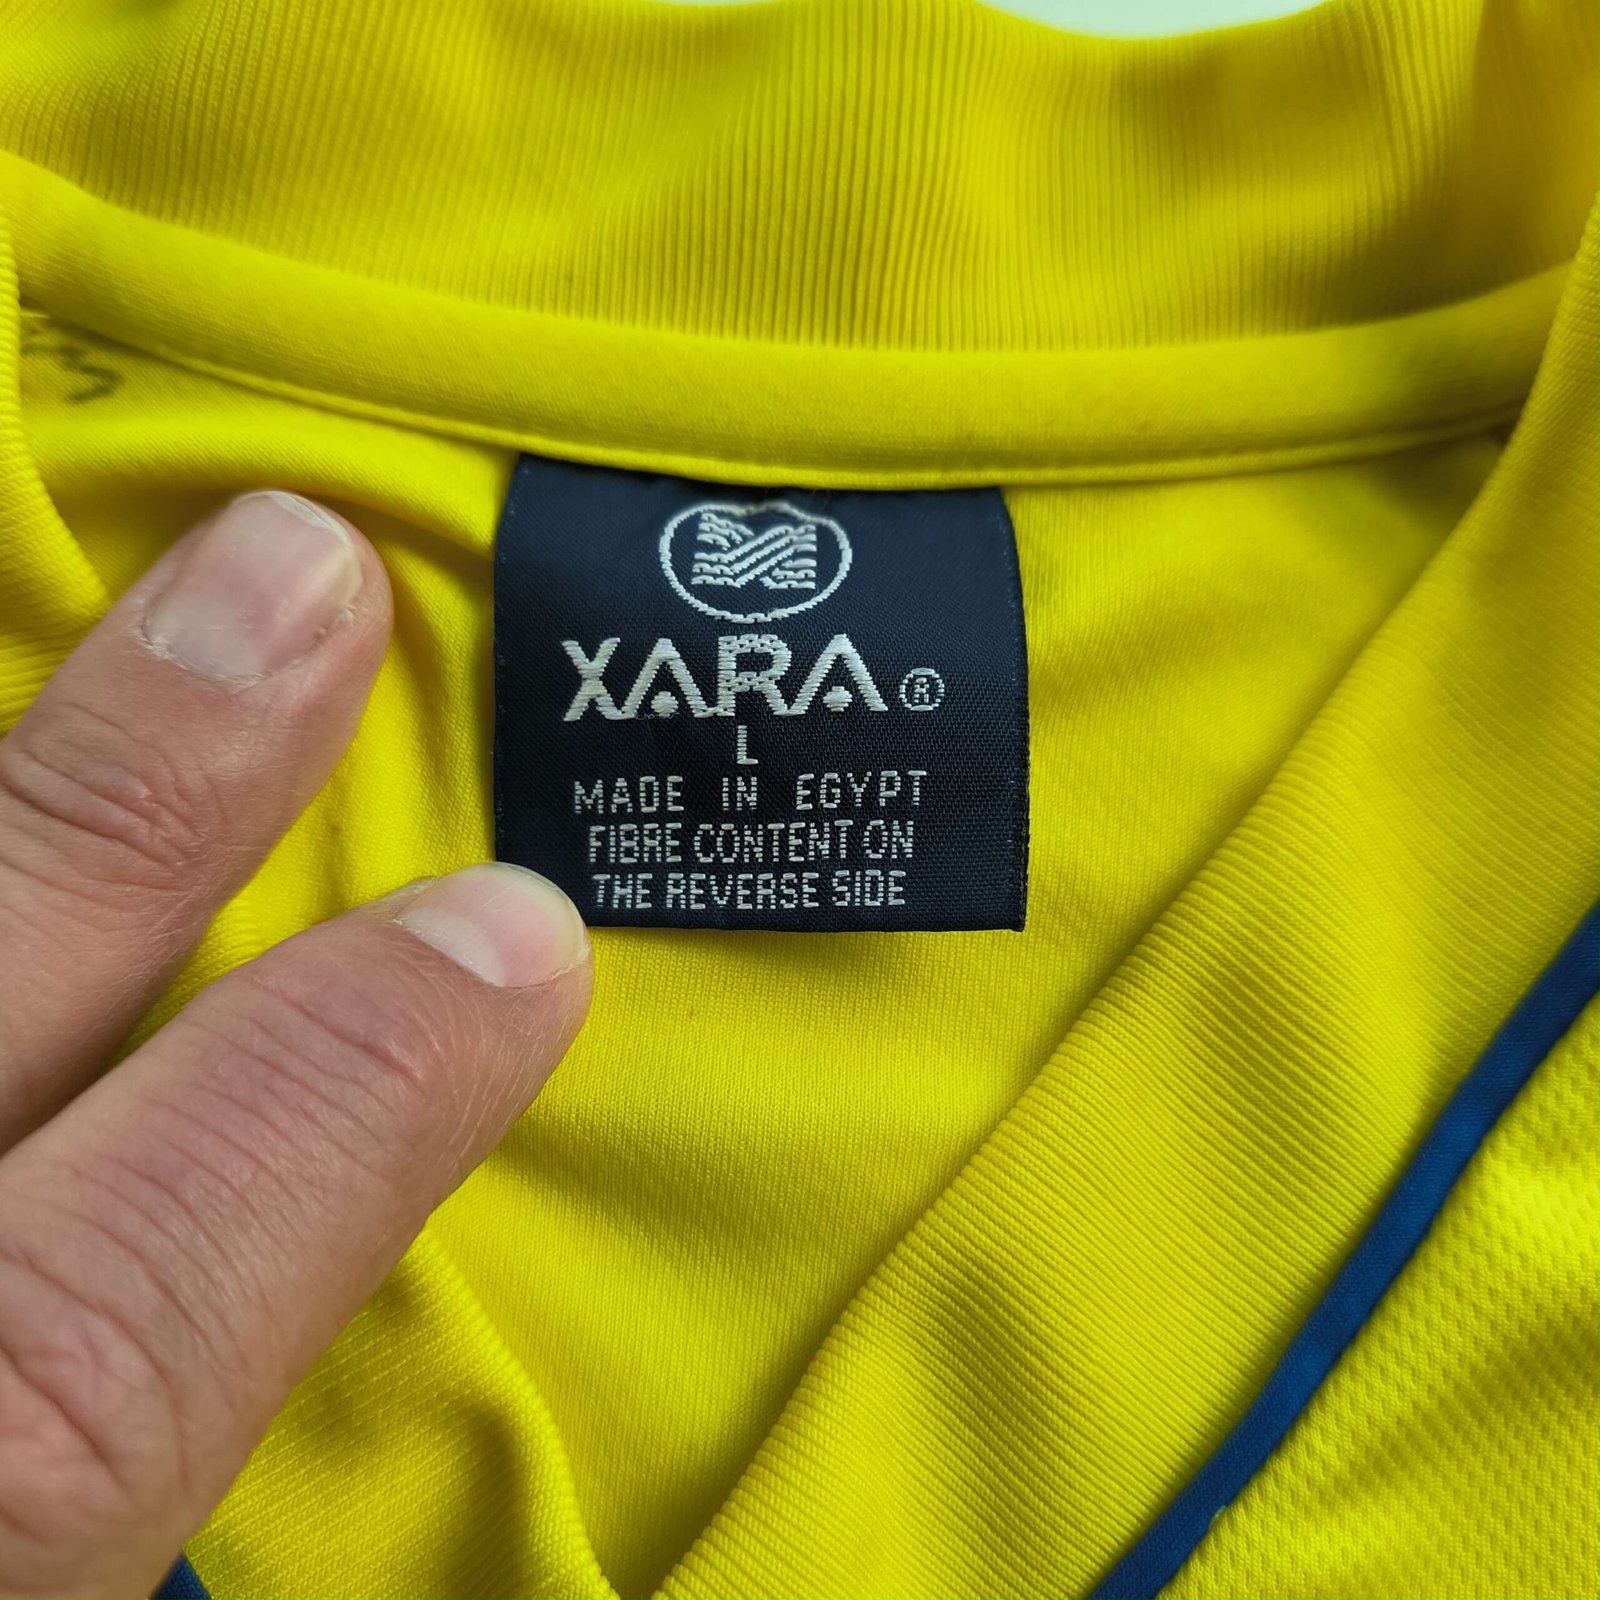 XARA ®
L
MADE IN EGYPT
FIBRE CONTENT ON
THE REVERSE SIDE